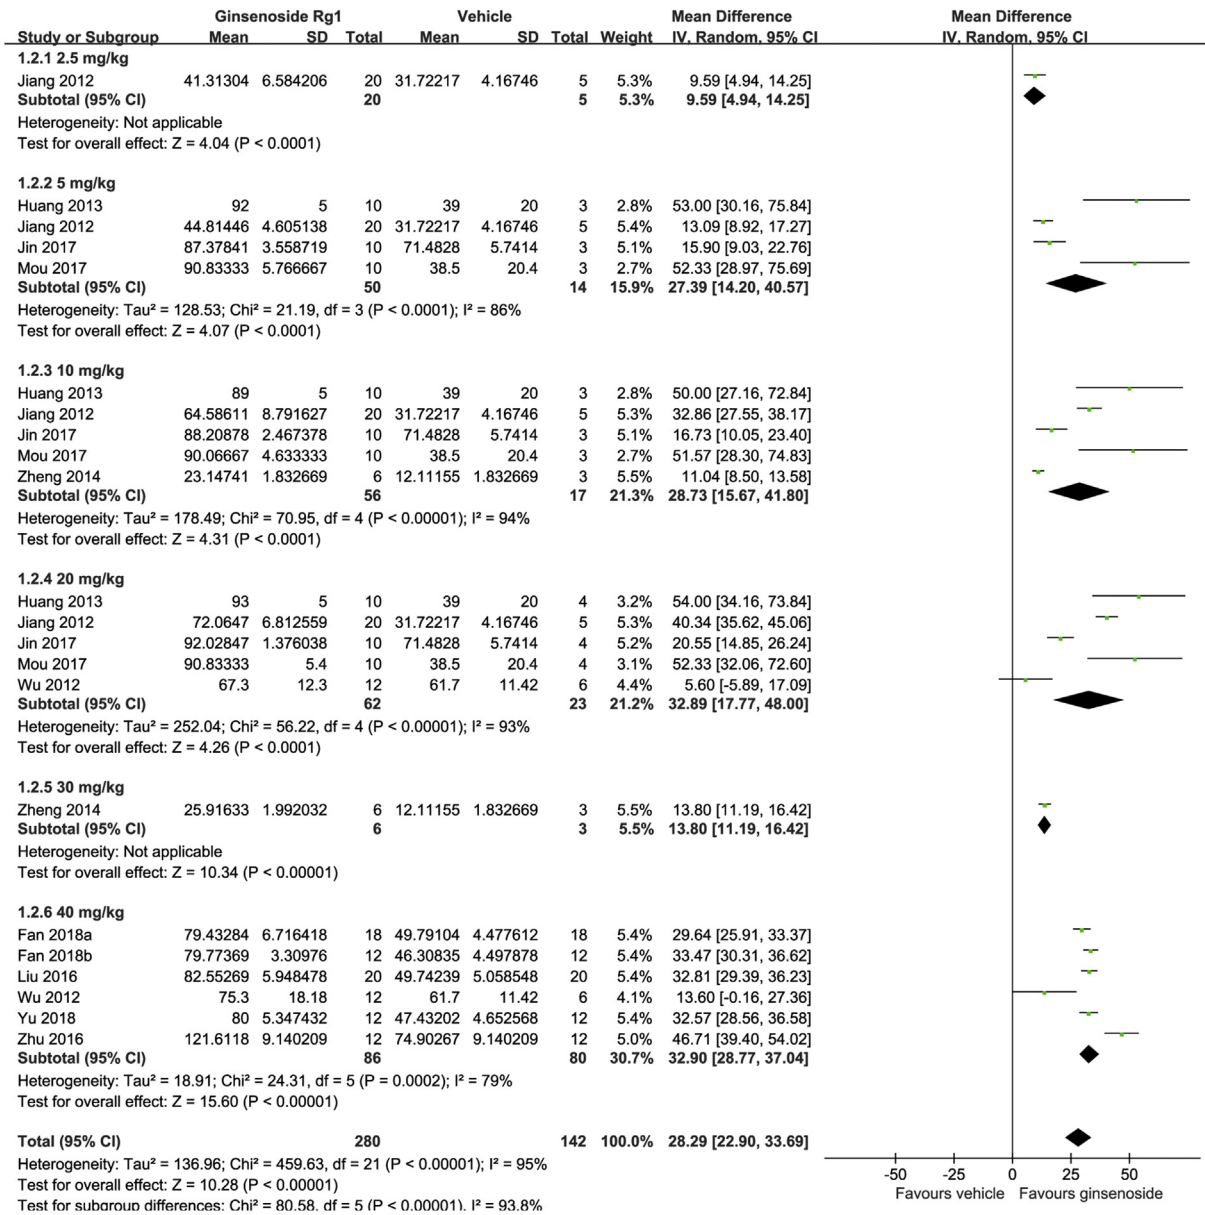 Ginsenoside Rg1 Vehicle Mean Difference Mean Difference
Study or Subgroup Mean SD Total Mean SD Total Weight IV, Random, 95% CI IV, Random, 95% CI
1.2.1 2.5 mg/kg
Jiang 2012 41.31304 6.584206 20 31.72217 4.16746 5 5.3% 9.59 [4.94, 14.25]
Subtotal (95% CI) 20 5 5.3% 9.59 [4.94, 14.25]
Heterogeneity: Not applicable
Test for overall effect: Z = 4.04 (P < 0.0001)
1.2.2 5 mg/kg
Huang 2013 92 5 10 39 20 3 2.8% 53.00 [30.16, 75.84]
Jiang 2012 44.81446 4.605138 20 31.72217 4.16746 5 5.4% 13.09 [8.92, 17.27]
Jin 2017 87.37841 3.558719 10 71.4828 5.7414 3 5.1% 15.90 [9.03, 22.76]
Mou 2017 90.83333 5.766667 10 38.5 20.4 3 2.7% 52.33 [28.97, 75.69]
Subtotal (95% CI) 50 14 15.9% 27.39 [14.20, 40.57]
Heterogeneity: Tau² = 128.53; Chi² = 21.19, df = 3 (P < 0.0001); I² = 86%
Test for overall effect: Z = 4.07 (P < 0.0001)
1.2.3 10 mg/kg
Huang 2013 89 5 10 39 20 3 2.8% 50.00 [27.16, 72.84]
Jiang 2012 64.58611 8.791627 20 31.72217 4.16746 5 5.3% 32.86 [27.55, 38.17]
Jin 2017 88.20878 2.467378 10 71.4828 5.7414 3 5.1% 16.73 [10.05, 23.40]
Mou 2017 90.06667 4.633333 10 38.5 20.4 3 2.7% 51.57 [28.30, 74.83]
Zheng 2014 23.14741 1.832669 6 12.11155 1.832669 3 5.5% 11.04 [8.50, 13.58]
Subtotal (95% CI) 56 17 21.3% 28.73 [15.67, 41.80]
Heterogeneity: Tau² = 178.49; Chi² = 70.95, df = 4 (P < 0.00001); I² = 94%
Test for overall effect: Z = 4.31 (P < 0.0001)
1.2.4 20 mg/kg
Huang 2013 93 5 10 39 20 4 3.2% 54.00 [34.16, 73.84]
Jiang 2012 72.0647 6.812559 20 31.72217 4.16746 5 5.3% 40.34 [35.62, 45.06]
Jin 2017 92.02847 1.376038 10 71.4828 5.7414 4 5.2% 20.55 [14.85, 26.24]
Mou 2017 90.83333 5.4 10 38.5 20.4 4 3.1% 52.33 [32.06, 72.60]
Wu 2012 67.3 12.3 12 61.7 11.42 6 4.4% 5.60 [-5.89, 17.09]
Subtotal (95% CI) 62 23 21.2% 32.89 [17.77, 48.00]
Heterogeneity: Tau² = 252.04; Chi² = 56.22, df = 4 (P < 0.00001); I² = 93%
Test for overall effect: Z = 4.26 (P < 0.0001)
1.2.5 30 mg/kg
Zheng 2014 25.91633 1.992032 6 12.11155 1.832669 3 5.5% 13.80 [11.19, 16.42]
Subtotal (95% CI) 6 3 5.5% 13.80 [11.19, 16.42]
Heterogeneity: Not applicable
Test for overall effect: Z = 10.34 (P < 0.00001)
1.2.6 40 mg/kg
Fan 2018a 79.43284 6.716418 18 49.79104 4.477612 18 5.4% 29.64 [25.91, 33.37]
Fan 2018b 79.77369 3.30976 12 46.30835 4.497878 12 5.4% 33.47 [30.31, 36.62]
Liu 2016 82.55269 5.948478 20 49.74239 5.058548 20 5.4% 32.81 [29.39, 36.23]
Wu 2012 75.3 18.18 12 61.7 11.42 6 4.1% 13.60 [-0.16, 27.36]
Yu 2018 80 5.347432 12 47.43202 4.652568 12 5.4% 32.57 [28.56, 36.58]
Zhu 2016 121.6118 9.140209 12 74.90267 9.140209 12 5.0% 46.71 [39.40, 54.02]
Subtotal (95% CI) 86 80 30.7% 32.90 [28.77, 37.04]
Heterogeneity: Tau² = 18.91; Chi² = 24.31, df = 5 (P = 0.0002); I² = 79%
Test for overall effect: Z = 15.60 (P < 0.00001)
Total (95% CI) 280 142 100.0% 28.29 [22.90, 33.69]
Heterogeneity: Tau² = 136.96; Chi² = 459.63, df = 21 (P < 0.00001); I² = 95%
-50 -25 0 25 50
Test for overall effect: Z = 10.28 (P < 0.00001)
Favours vehicle Favours ginsenoside
Test for subgroup differences: Chi² = 80.58, df = 5 (P < 0.00001), I² = 93.8%